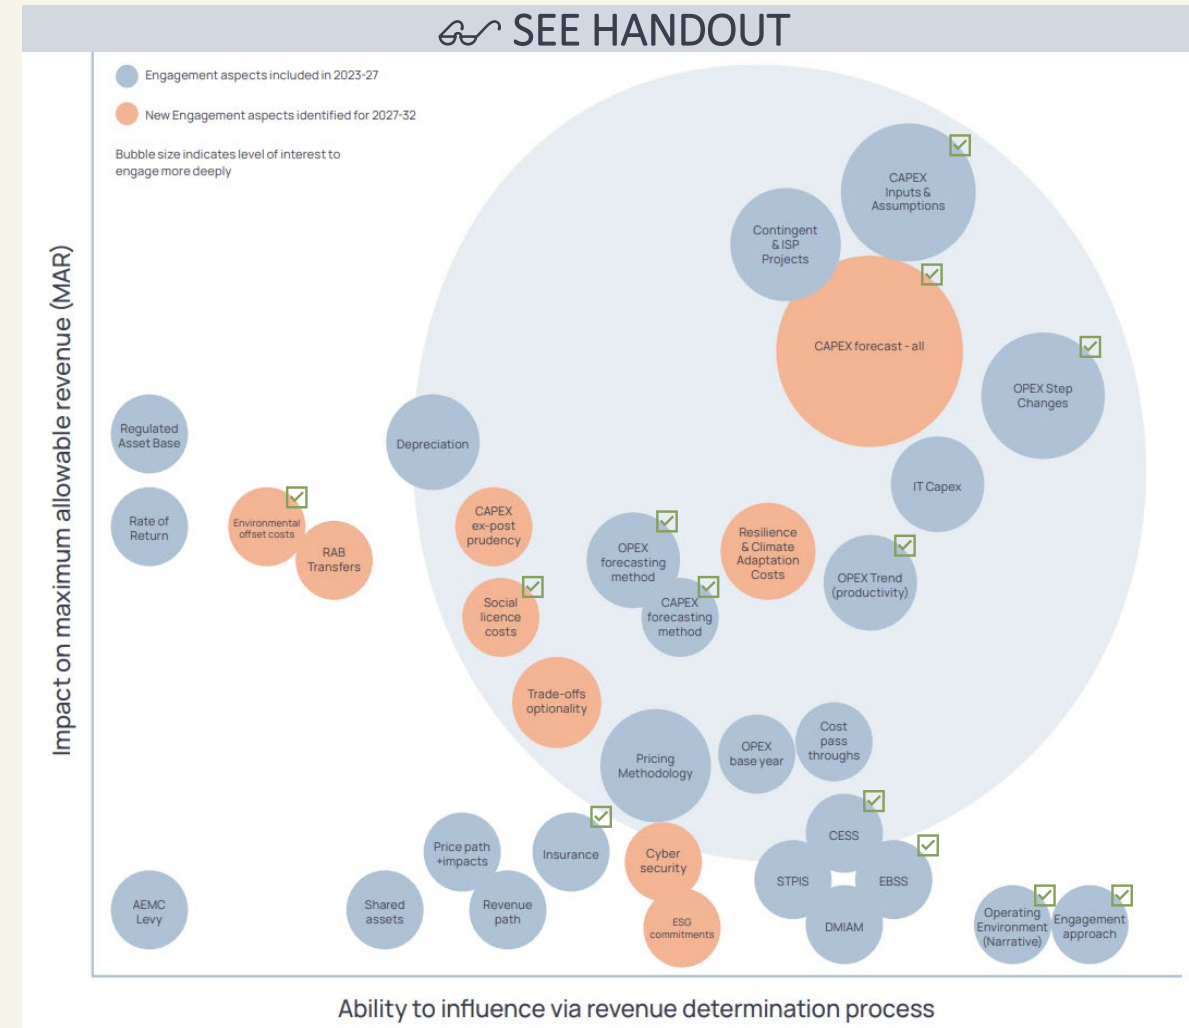 SEE HANDOUT
Engagement aspects included in 2023-27
New Engagement aspects identified for 2027-32
Bubble size indicates level of interest to
engage more deeply
Impact on maximum allowable revenue (MAR)
CAPEX
Inputs &
Assumptions
Contingent
& ISP
Projects
CAPEX forecast - all
OPEX Step
Changes
Regulated
Asset Base
Depreciation
IT Capex
Rate of
Return
Environmental
offset costs
RAB
Transfers
CAPEX
ex-post
prudency
OPEX
forecasting
method
Resilience
& Climate
Adaptation
Costs
OPEX Trend
(productivity)
Social
licence
costs
CAPEX
forecasting
method
Trade-offs
optionality
Pricing
Methodology
OPEX
base year
Cost
pass
throughs
Price path
+impacts
Insurance
Cyber
security
CESS
STPIS
EBSS
DMIAM
AEMC
Levy
Shared
assets
Revenue
path
ESG
commitments
Operating
Environment
(Narrative)
Engagement
approach
Ability to influence via revenue determination process